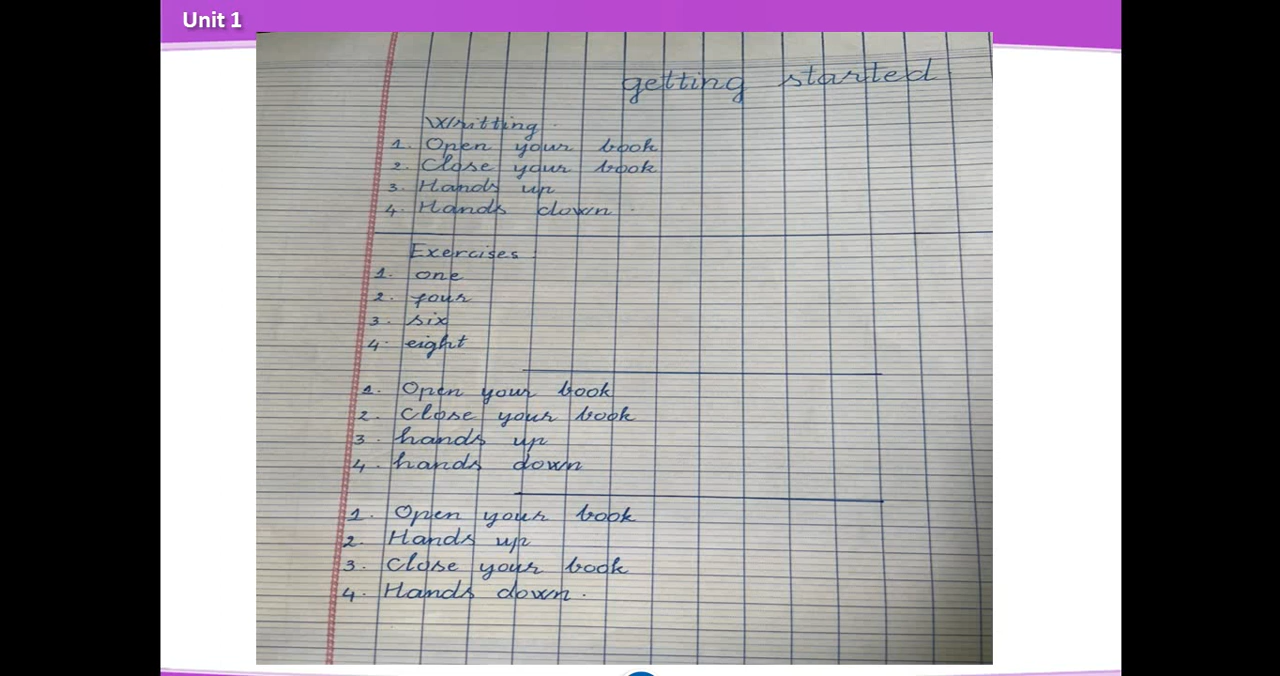 Unit 1
getting started
Writting.
1. Open your book
2. Close your book
3. Hands up
4. Hands down.
Exercises:
1. one
2. four
3. six
4. eight
1. Open your book
2. Close your book
3. hands up
4. hands down
1. Open your book
2. Hands up
3. Close your book
4. Hands down.